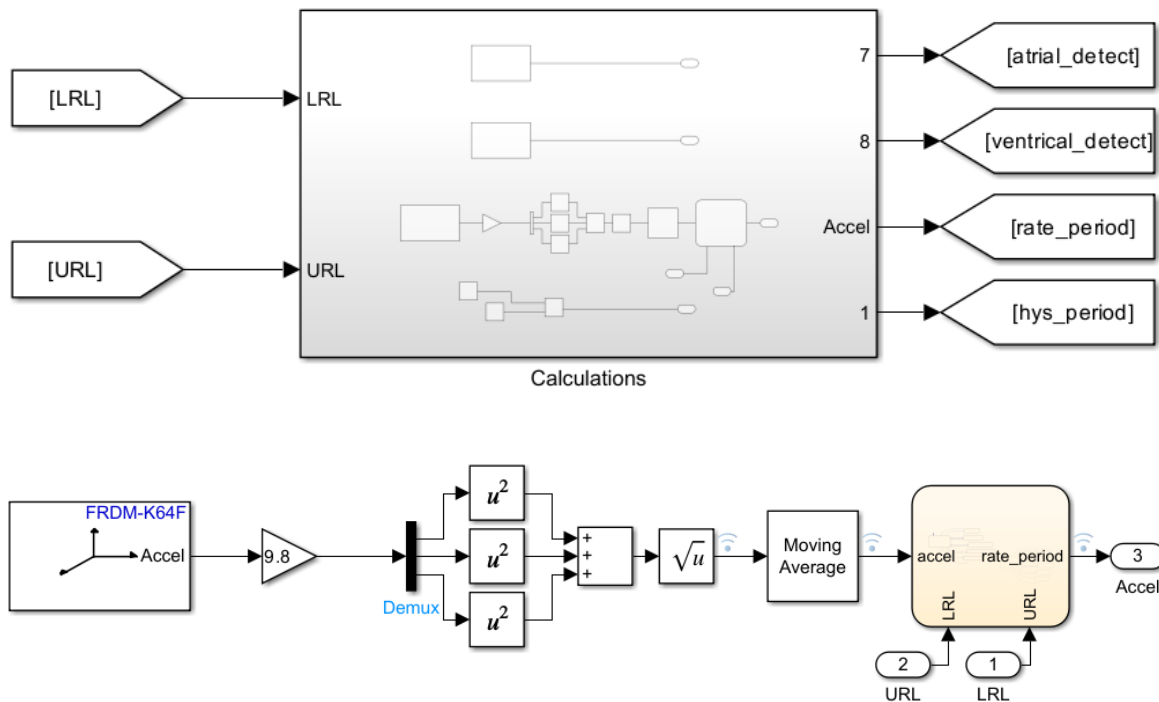 [LRL]
[URL]
LRL
URL
7
8
Accel
1
[atrial_detect]
[ventrical_detect]
[rate_period]
[hys_period]
Calculations
FRDM-K64F
Accel
9.8
Demux
u²
u²
u²
+
+
+
√u
Moving
Average
accel
rate_period
LRL
URL
3
Accel
2
URL
1
LRL